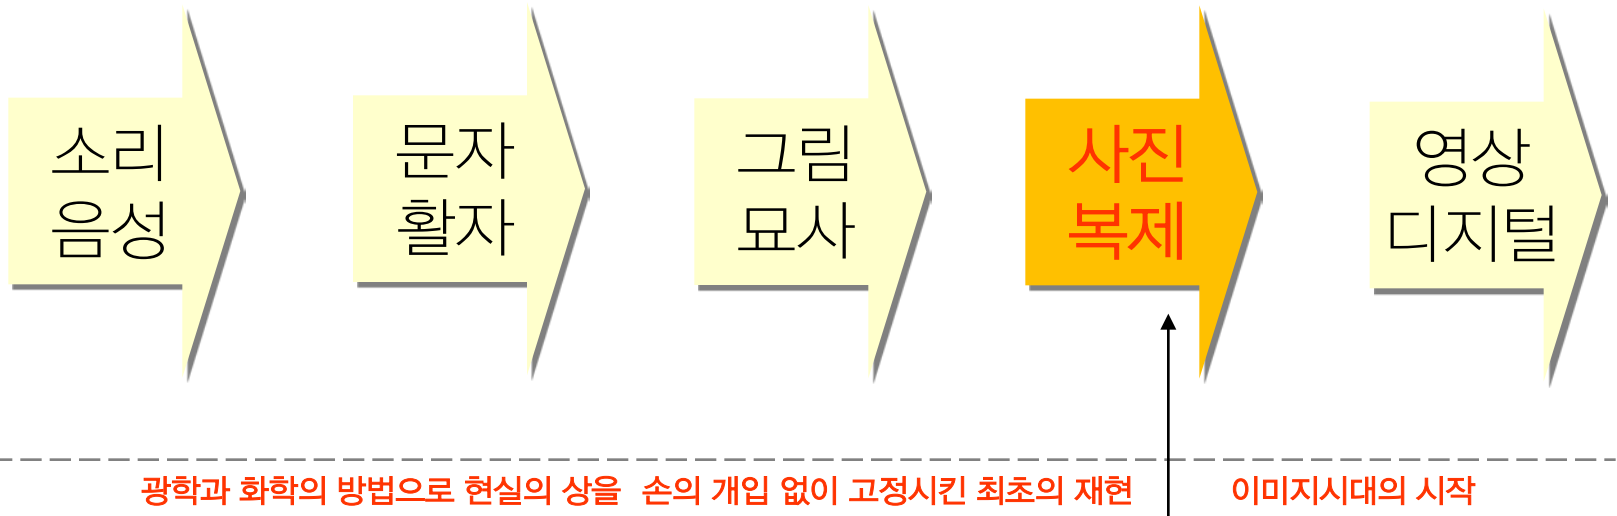 소리
음성
문자
활자
그림
묘사
사진
복제
영상
디지털
광학과 화학의 방법으로 현실의 상을 손의 개입 없이 고정시킨 최초의 재현
이미지시대의 시작